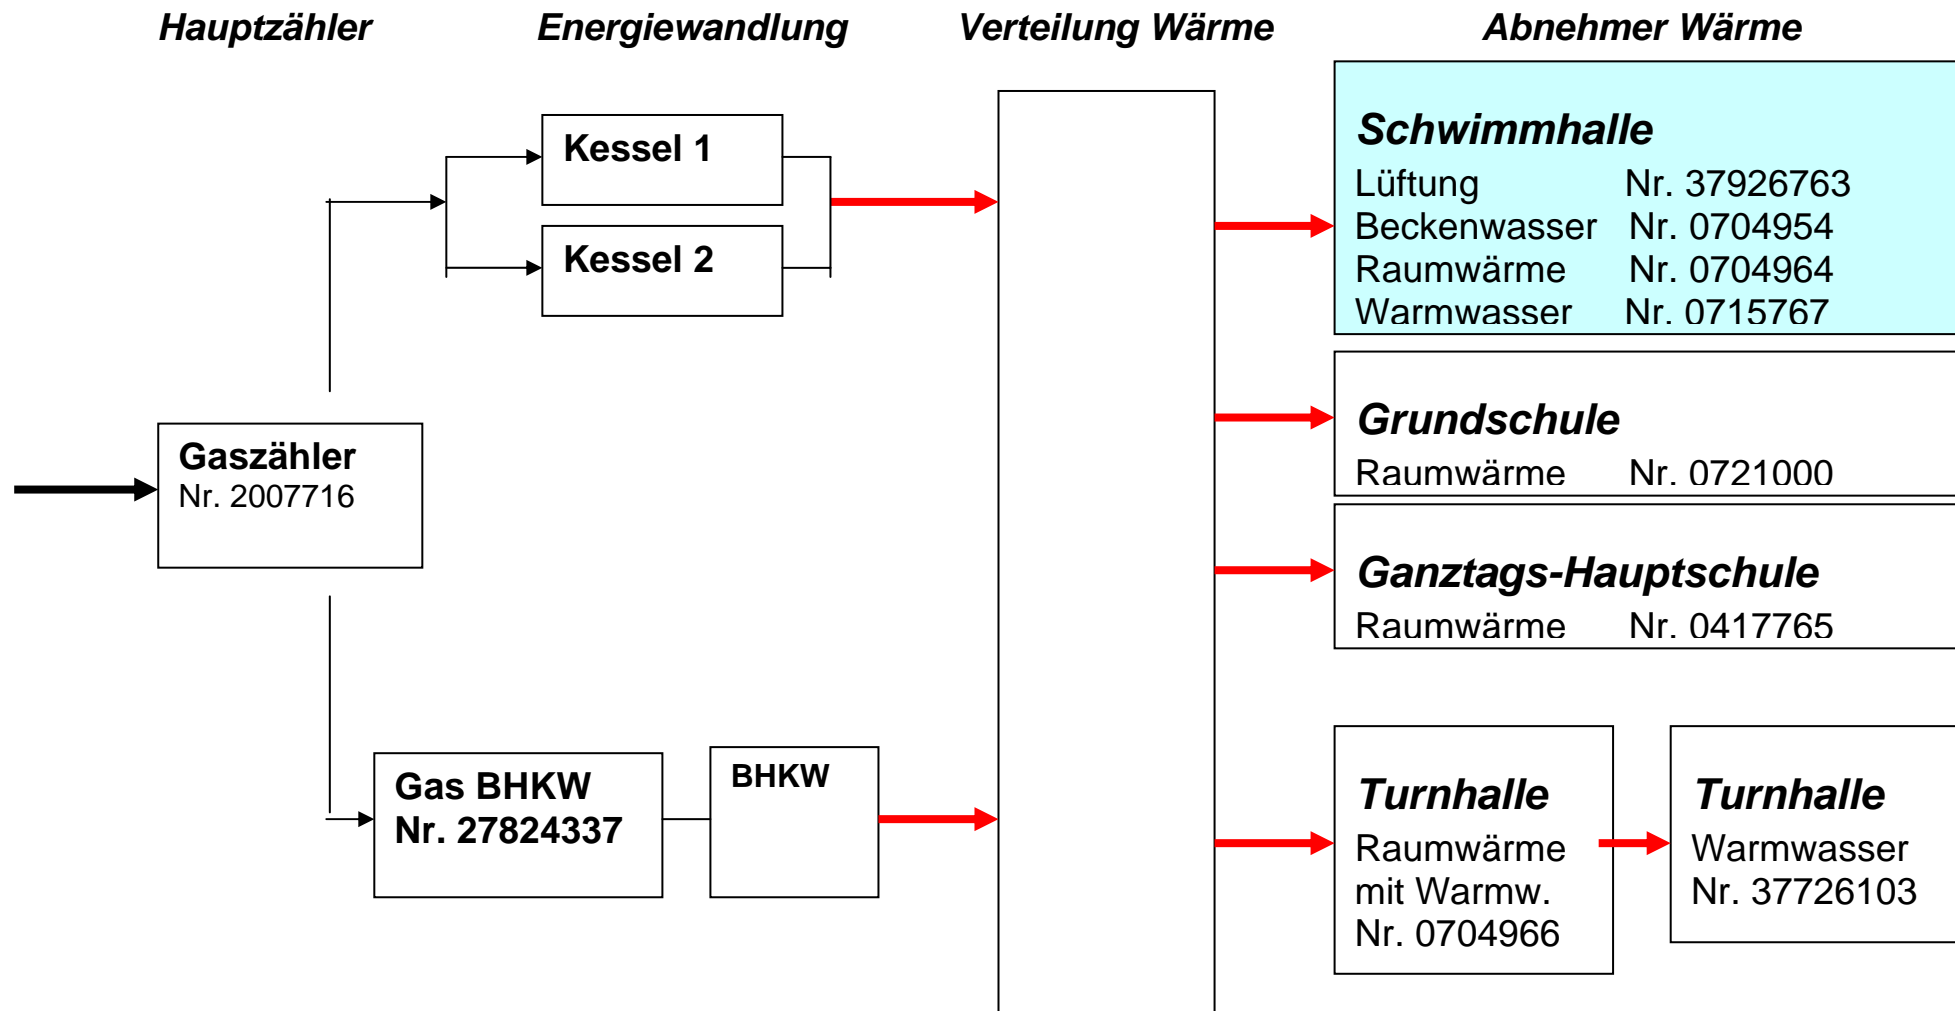 Hauptzähler Energiewandlung Verteilung Wärme Abnehmer Wärme
Kessel 1
Kessel 2
Gaszähler
Nr. 2007716
Gas BHKW
Nr. 27824337
BHKW
Schwimmhalle
Lüftung Nr. 37926763
Beckenwasser Nr. 0704954
Raumwärme Nr. 0704964
Warmwasser Nr. 0715767
Grundschule
Raumwärme Nr. 0721000
Ganztags-Hauptschule
Raumwärme Nr. 0417765
Turnhalle
Raumwärme
mit Warmw.
Nr. 0704966
Turnhalle
Warmwasser
Nr. 37726103